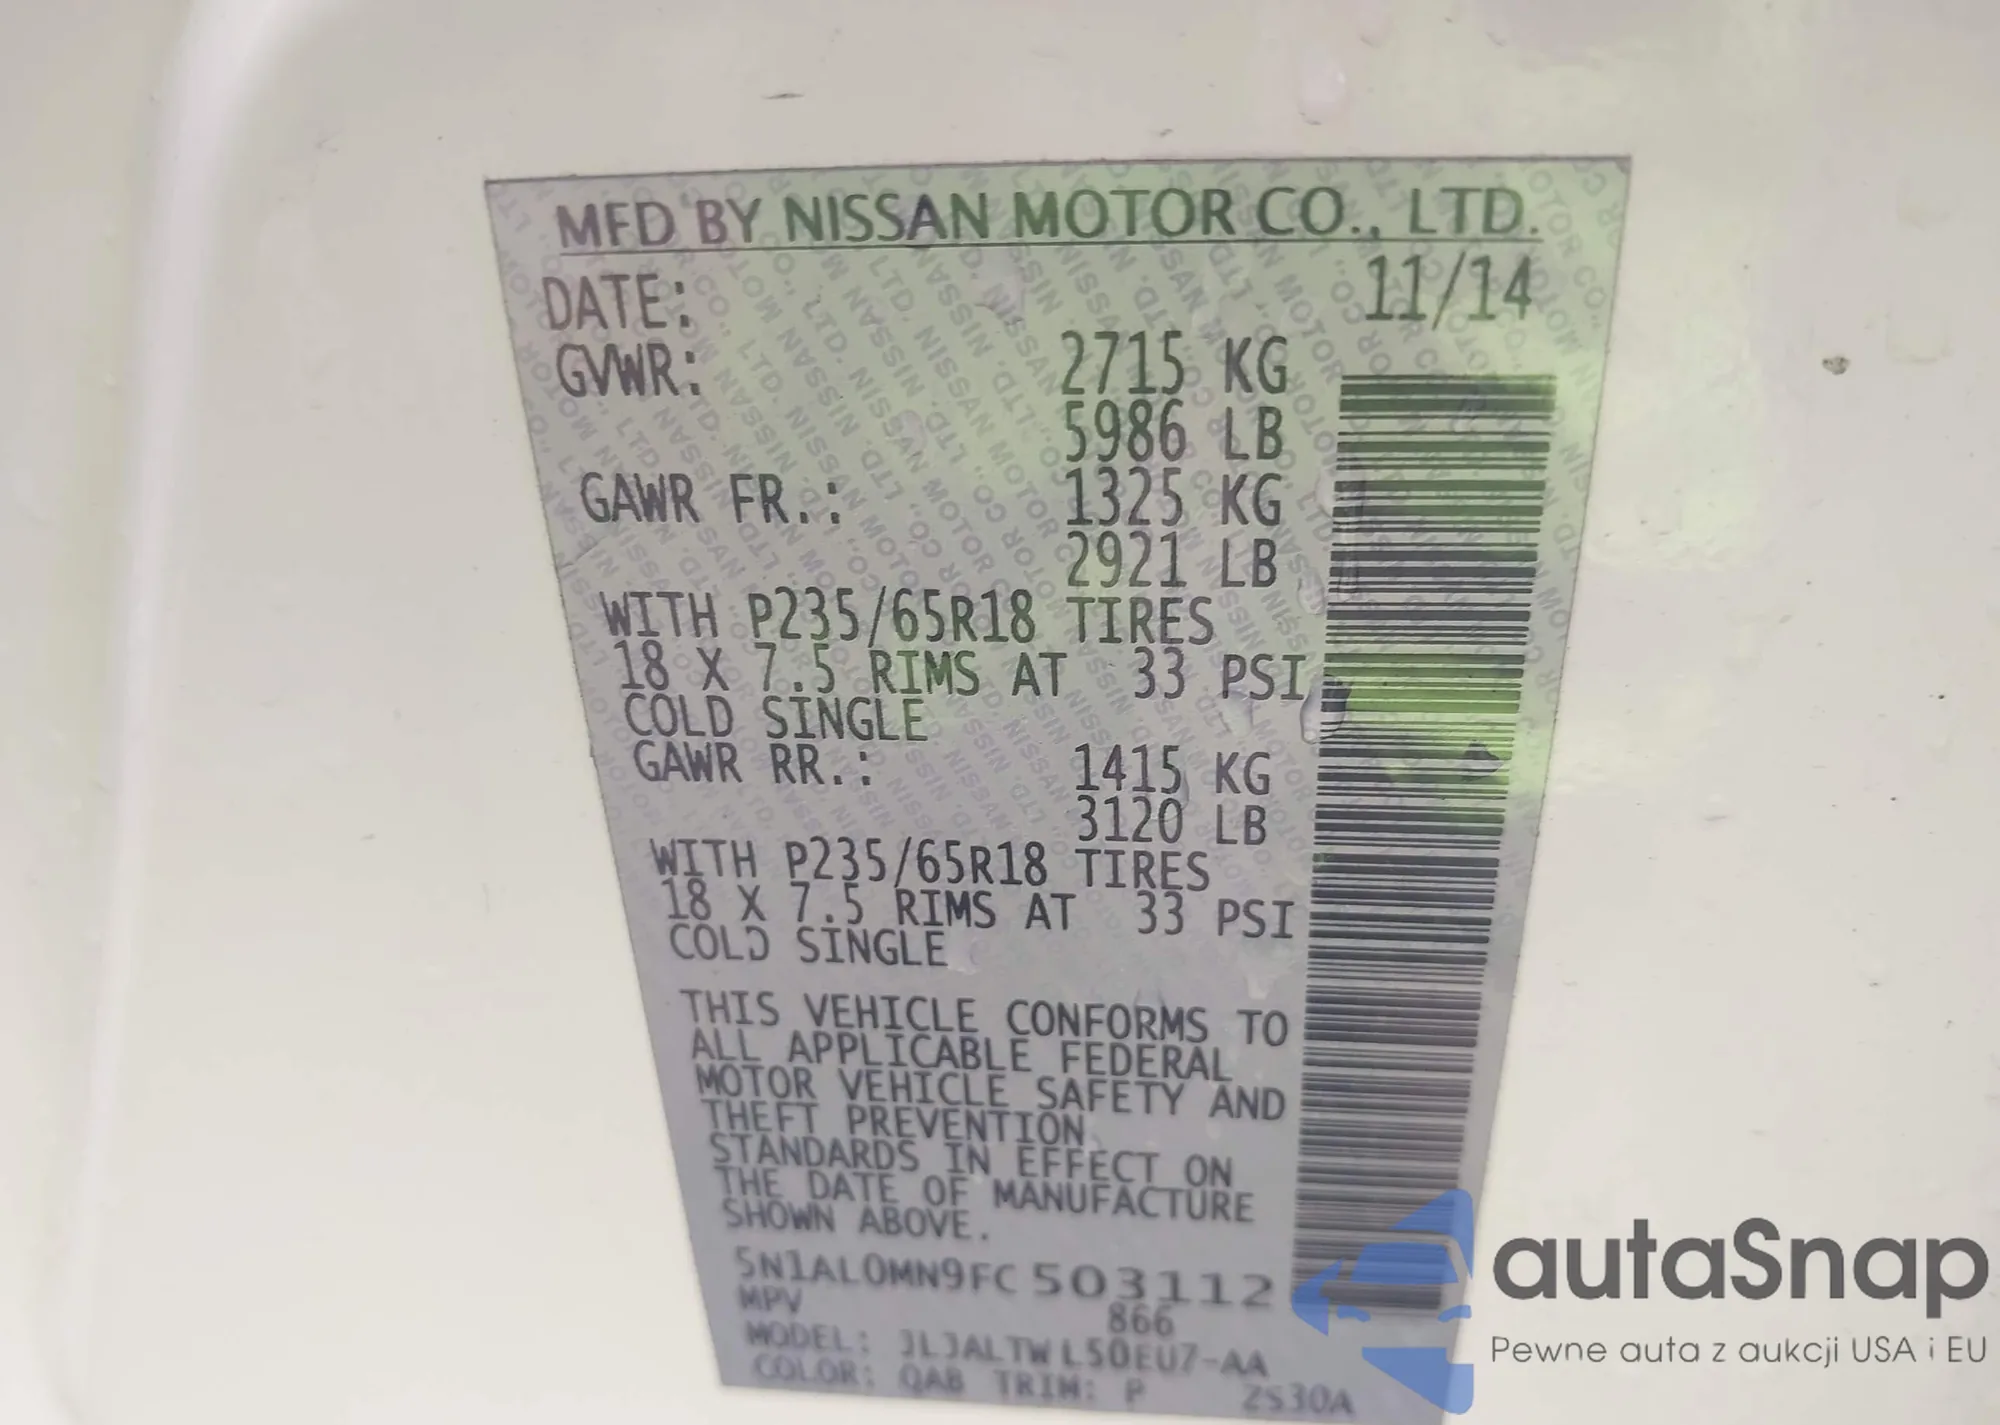 MFD BY NISSAN MOTOR CO., LTD.
DATE: 11/14
GVWR: 2715 KG
5986 LB
GAWR FR.: 1325 KG
2921 LB
WITH P235/65R18 TIRES
18 X 7.5 RIMS AT 33 PSI
COLD SINGLE
GAWR RR.: 1415 KG
3120 LB
WITH P235/65R18 TIRES
18 X 7.5 RIMS AT 33 PSI
COLD SINGLE
THIS VEHICLE CONFORMS TO
ALL APPLICABLE FEDERAL
MOTOR VEHICLE SAFETY AND
THEFT PREVENTION
STANDARDS IN EFFECT ON
THE DATE OF MANUFACTURE
SHOWN ABOVE.
5N1AL0MN9FC503112
MPV 866
MODEL: JLJALTWL50EU7-AA
COLOR: QAB TRIM: P 2S30A
autaSnap
Pewne auta z aukcji USA i EU